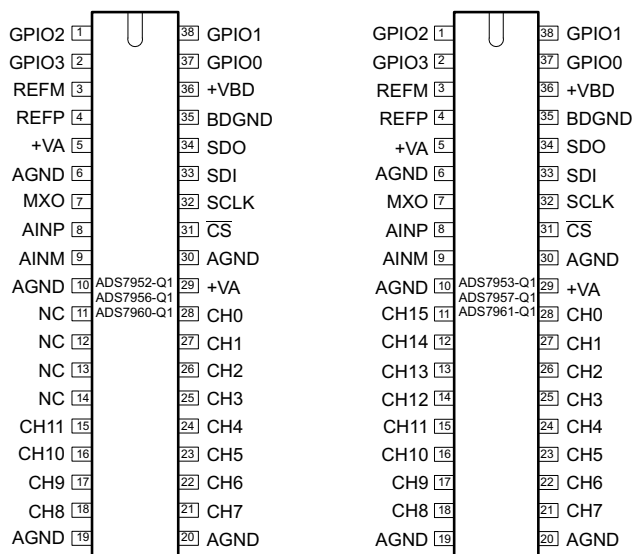 GPIO2 1 38 GPIO1
GPIO3 2 37 GPIO0
REFM 3 36 +VBD
REFP 4 35 BDGND
+VA 5 34 SDO
AGND 6 33 SDI
MXO 7 32 SCLK
AINP 8 31 CS
AINM 9 30 AGND
AGND 10 ADS7952-Q1 29 +VA
ADS7956-Q1
NC 11 ADS7960-Q1 28 CH0
NC 12 27 CH1
NC 13 26 CH2
NC 14 25 CH3
CH11 15 24 CH4
CH10 16 23 CH5
CH9 17 22 CH6
CH8 18 21 CH7
AGND 19 20 AGND
GPIO2 1 38 GPIO1
GPIO3 2 37 GPIO0
REFM 3 36 +VBD
REFP 4 35 BDGND
+VA 5 34 SDO
AGND 6 33 SDI
MXO 7 32 SCLK
AINP 8 31 CS
AINM 9 30 AGND
AGND 10 ADS7953-Q1 29 +VA
ADS7957-Q1
CH15 11 ADS7961-Q1 28 CH0
CH14 12 27 CH1
CH13 13 26 CH2
CH12 14 25 CH3
CH11 15 24 CH4
CH10 16 23 CH5
CH9 17 22 CH6
CH8 18 21 CH7
AGND 19 20 AGND